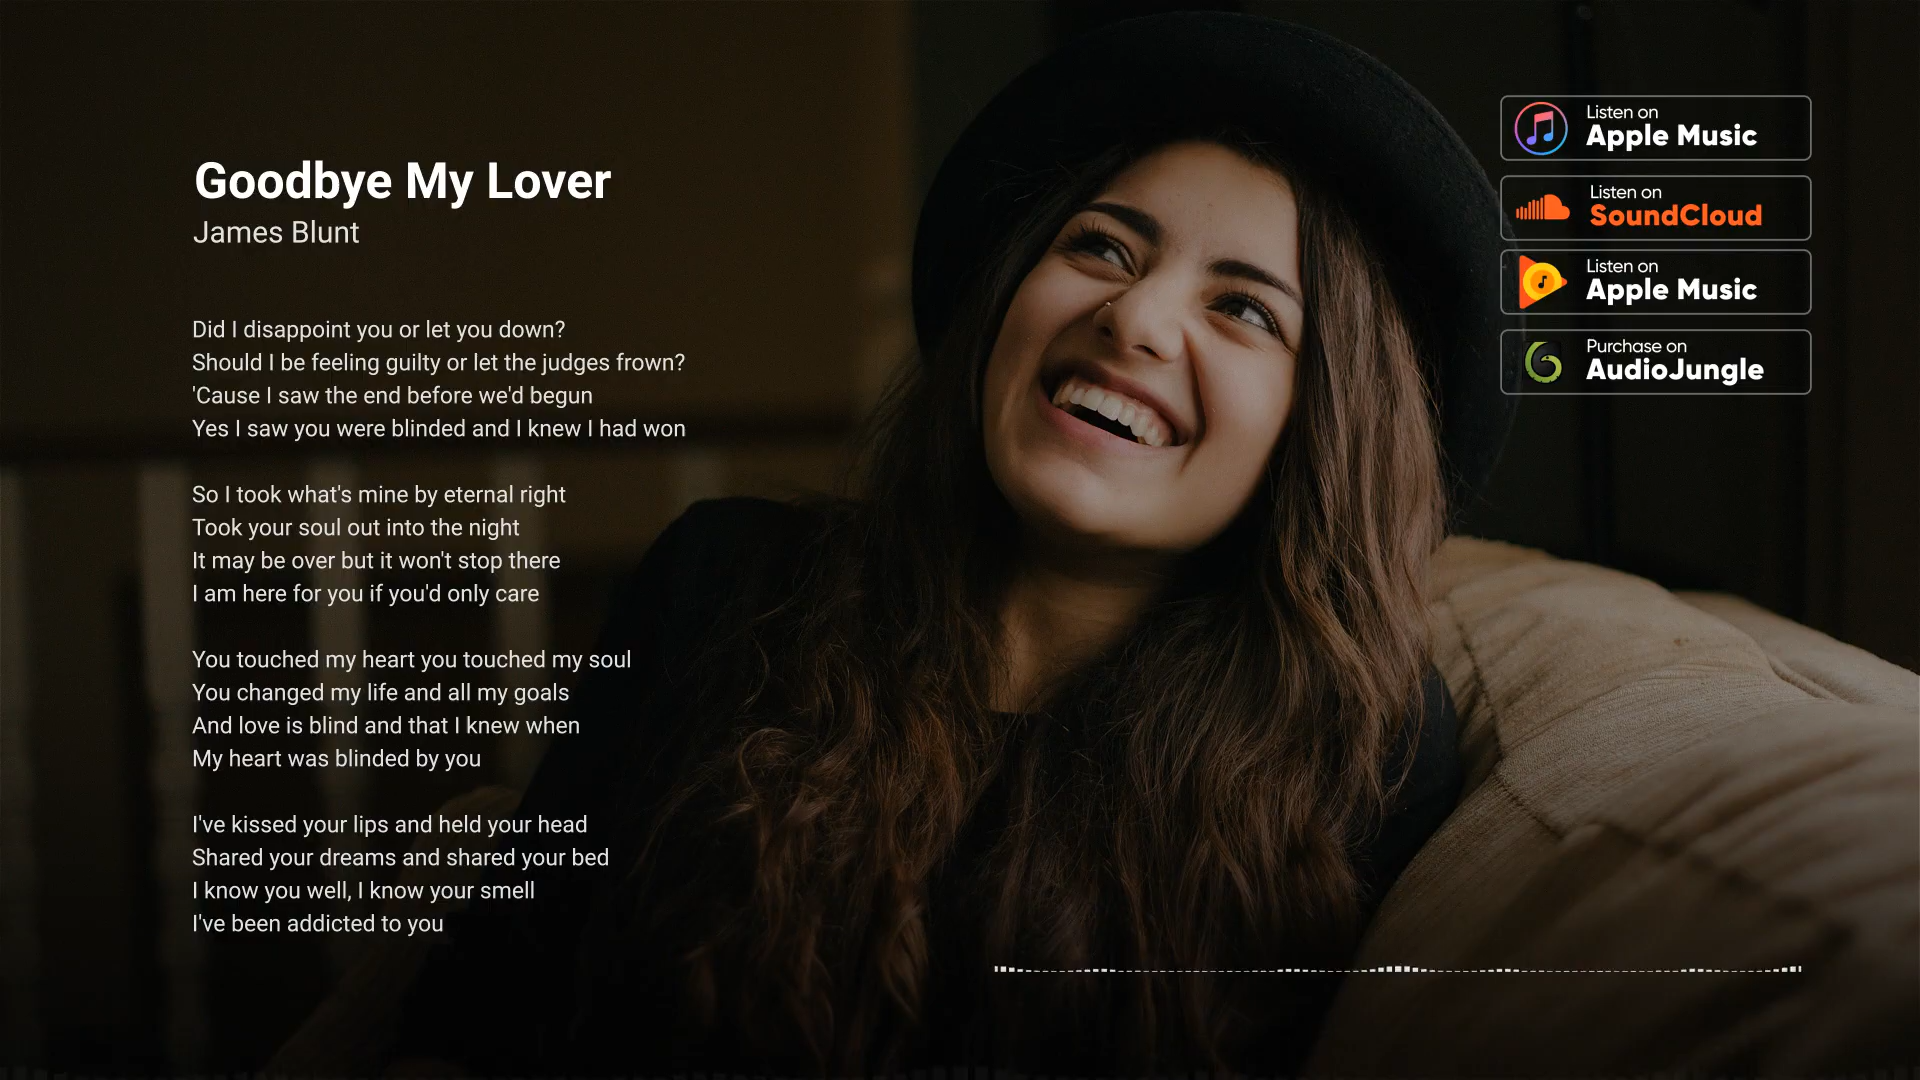 Goodbye My Lover
James Blunt
Did I disappoint you or let you down?
Should I be feeling guilty or let the judges frown?
'Cause I saw the end before we'd begun
Yes I saw you were blinded and I knew I had won
So I took what's mine by eternal right
Took your soul out into the night
It may be over but it won't stop there
I am here for you if you'd only care
You touched my heart you touched my soul
You changed my life and all my goals
And love is blind and that I knew when
My heart was blinded by you
I've kissed your lips and held your head
Shared your dreams and shared your bed
I know you well, I know your smell
I've been addicted to you
Listen on
Apple Music
Listen on
SoundCloud
Listen on
Apple Music
Purchase on
AudioJungle